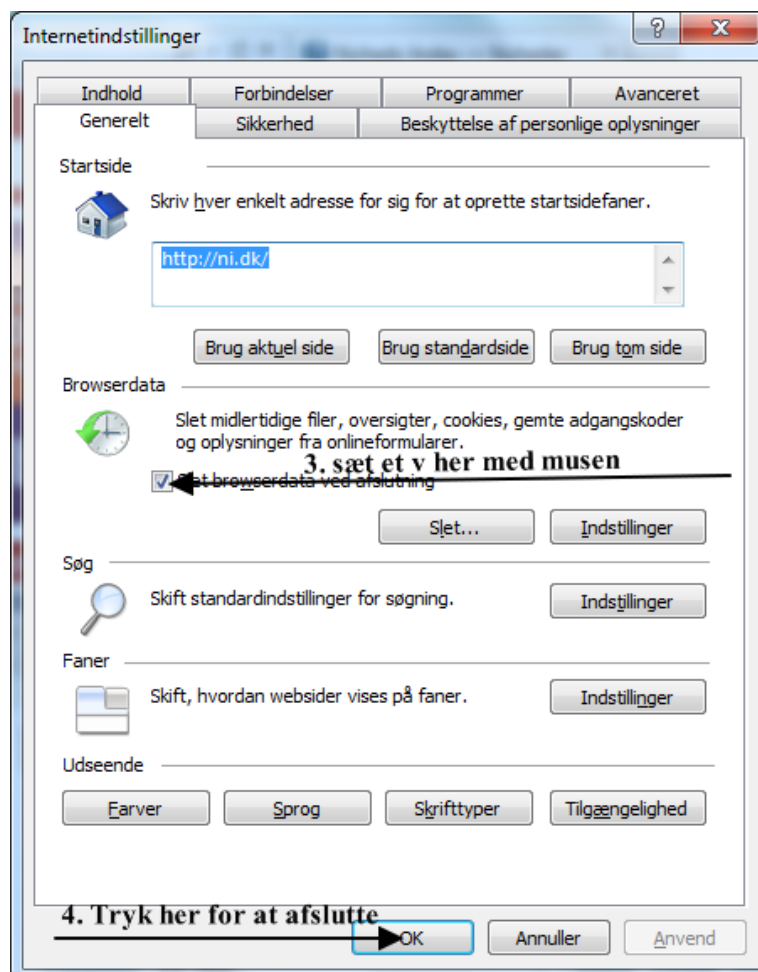 Internetindstillinger
Indhold Forbindelser Programmer Avanceret
Generelt Sikkerhed Beskyttelse af personlige oplysninger
Startside
Skriv hver enkelt adresse for sig for at oprette startsidefaner.
http://ni.dk/
Brug aktuel side Brug standardside Brug tom side
Browserdata
Slet midlertidige filer, oversigter, cookies, gemte adgangskoder
og oplysninger fra onlineformularer.
3. sæt et v her med musen
Slet browserdata ved afslutning
Slet... Indstillinger
Søg
Skift standardindstillinger for søgning. Indstillinger
Faner
Skift, hvordan websider vises på faner. Indstillinger
Udseende
Farver Sprog Skrifttyper Tilgængelighed
4. Tryk her for at afslutte
OK Annuller Anvend